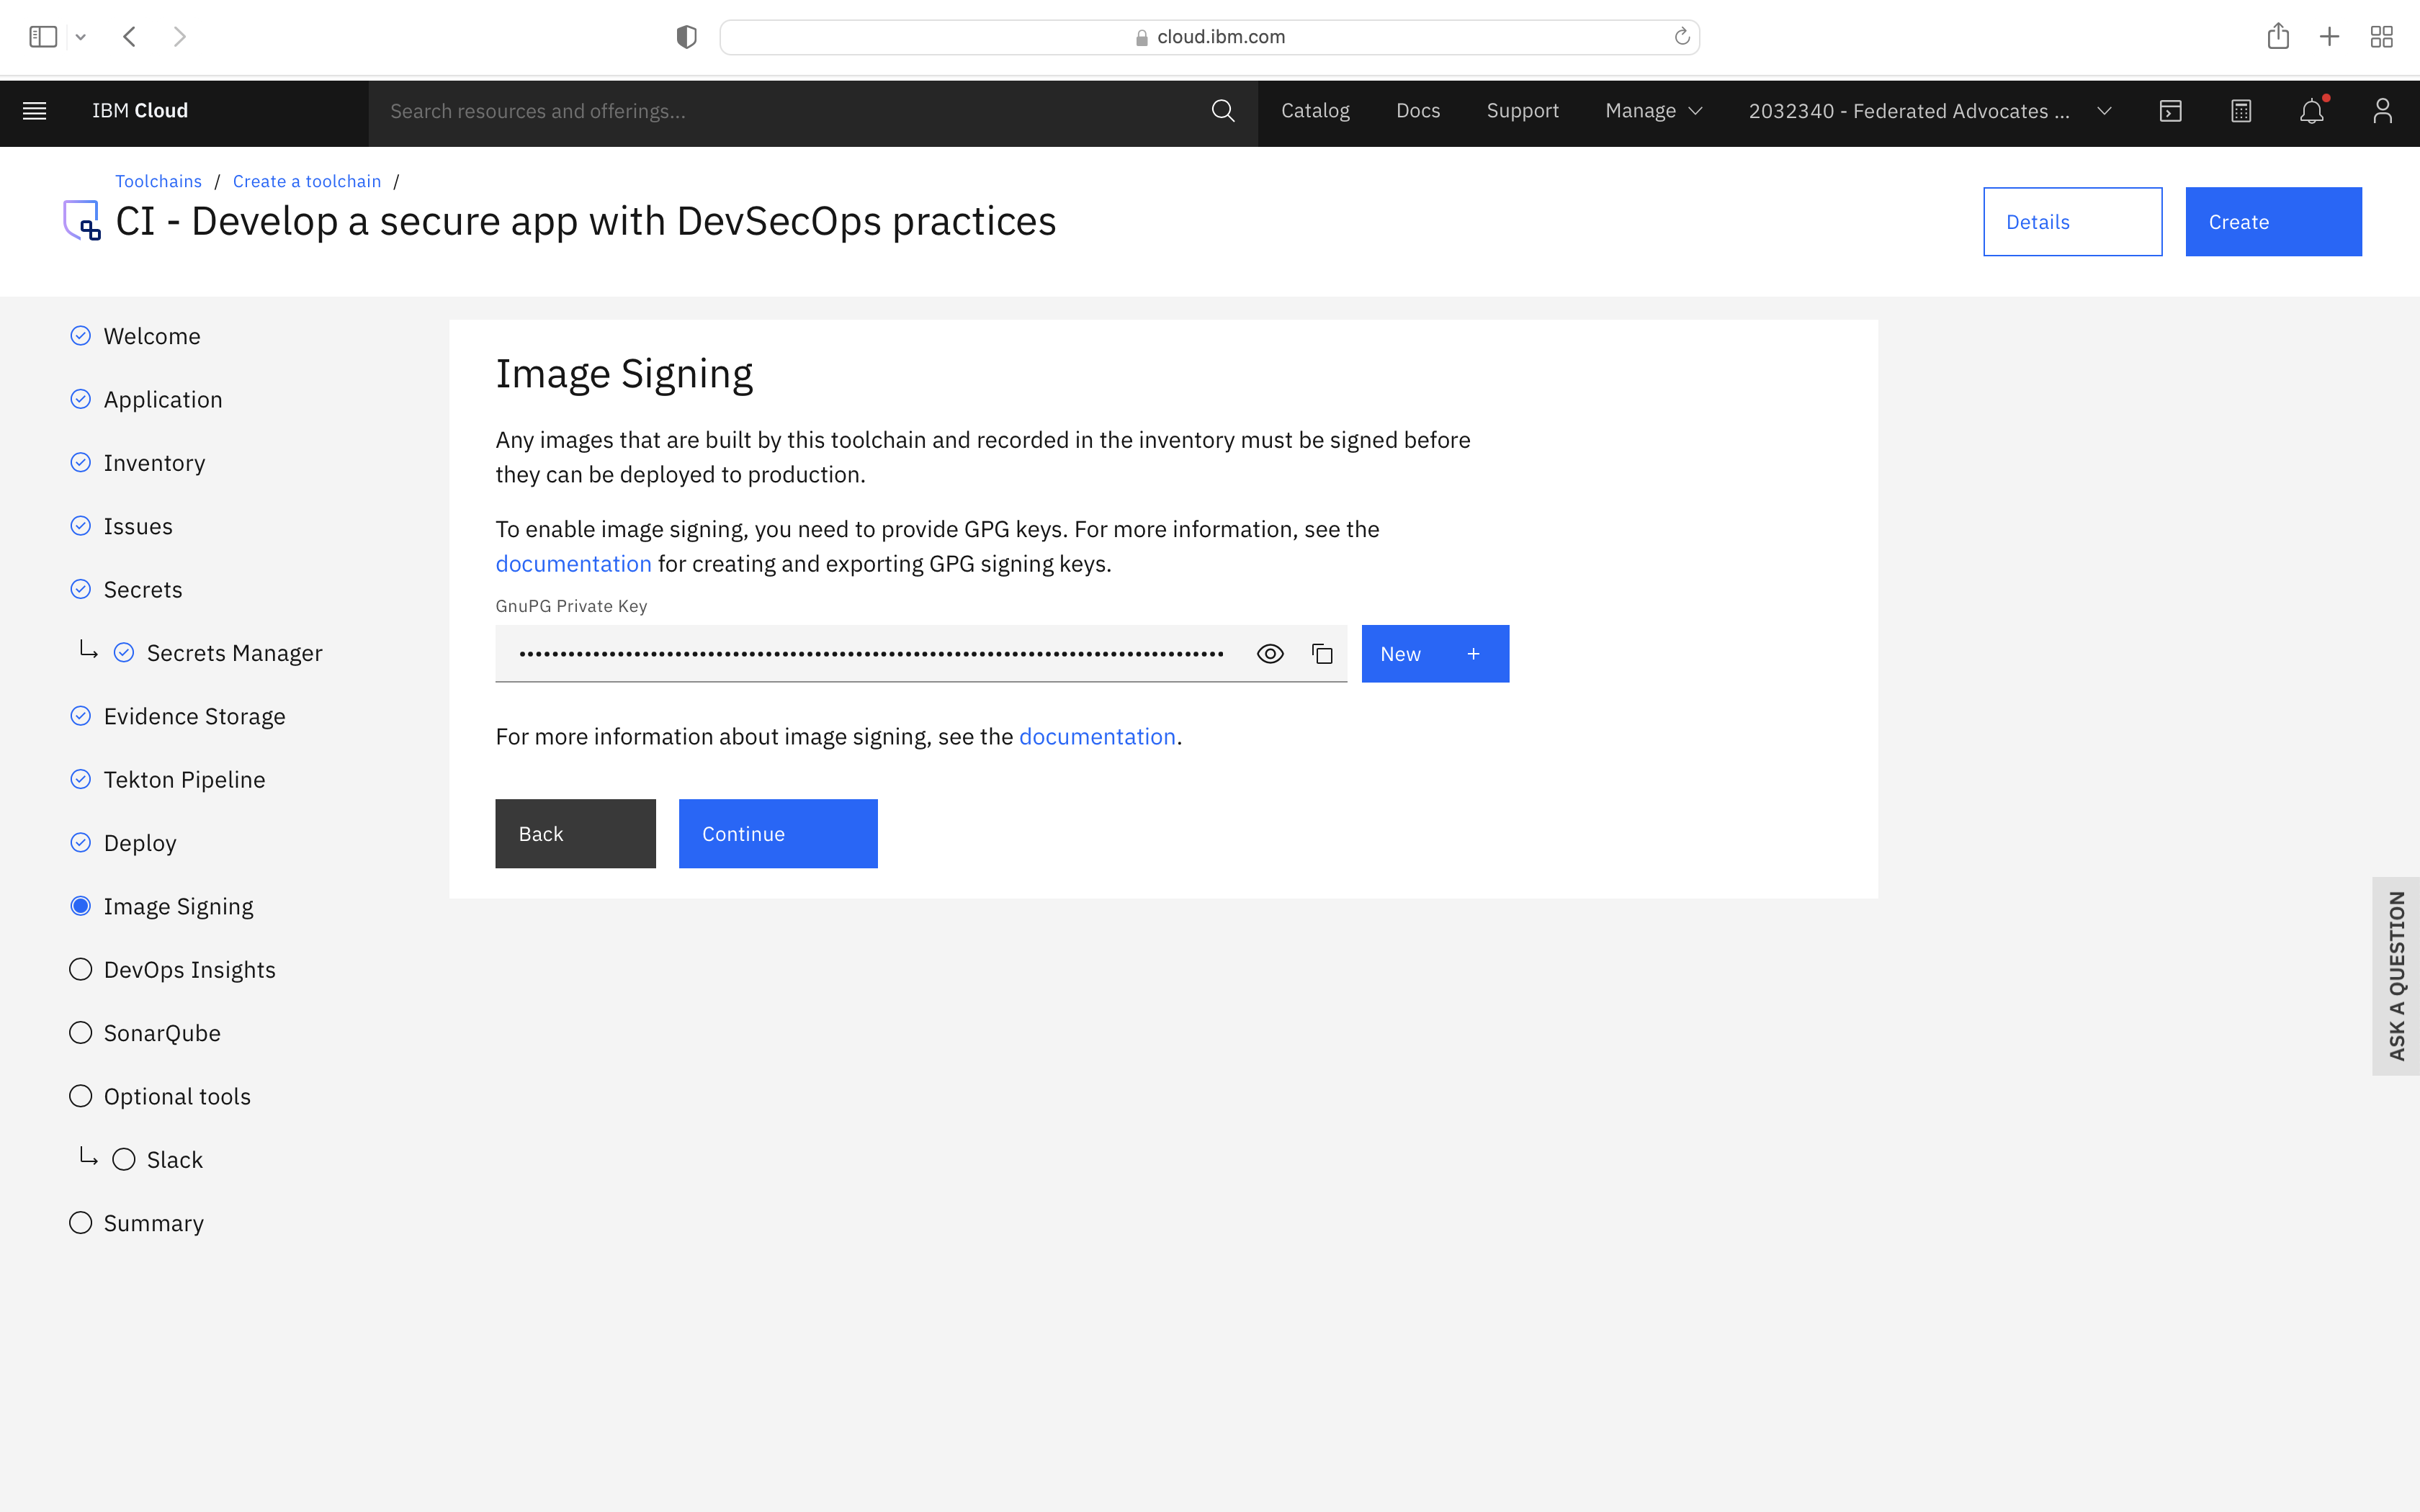 cloud.ibm.com
IBM Cloud
Search resources and offerings...
Catalog
Docs
Support
Manage
2032340 - Federated Advocates ...
Toolchains / Create a toolchain /
CI - Develop a secure app with DevSecOps practices
Details
Create
Welcome
Application
Inventory
Issues
Secrets
Secrets Manager
Evidence Storage
Tekton Pipeline
Deploy
Image Signing
DevOps Insights
SonarQube
Optional tools
Slack
Summary
Image Signing
Any images that are built by this toolchain and recorded in the inventory must be signed before
they can be deployed to production.
To enable image signing, you need to provide GPG keys. For more information, see the
documentation for creating and exporting GPG signing keys.
GnuPG Private Key
New +
For more information about image signing, see the documentation.
Back
Continue
ASK A QUESTION